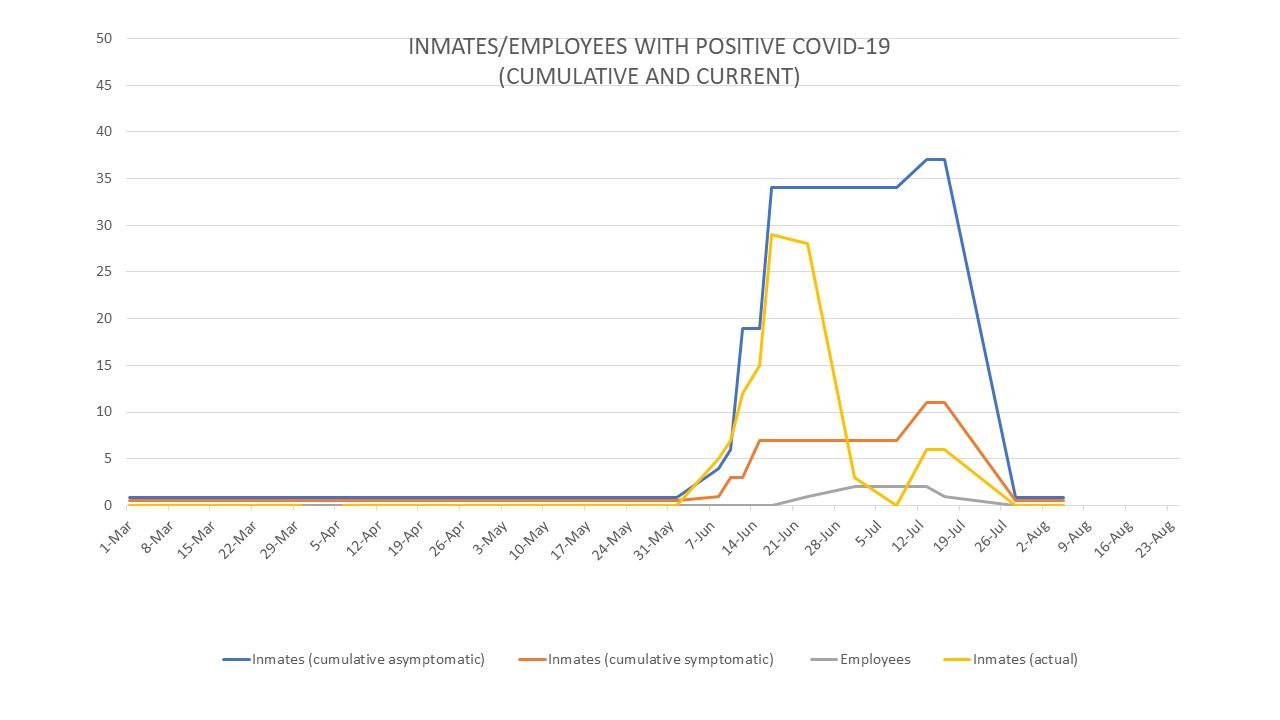 INMATES/EMPLOYEES WITH POSITIVE COVID-19
(CUMULATIVE AND CURRENT)
50
45
40
35
30
25
20
15
10
5
0
1-Mar
8-Mar
15-Mar
22-Mar
29-Mar
5-Apr
12-Apr
19-Apr
26-Apr
3-May
10-May
17-May
24-May
31-May
7-Jun
14-Jun
21-Jun
28-Jun
5-Jul
12-Jul
19-Jul
26-Jul
2-Aug
9-Aug
16-Aug
23-Aug
Inmates (cumulative asymptomatic)
Inmates (cumulative symptomatic)
Employees
Inmates (actual)